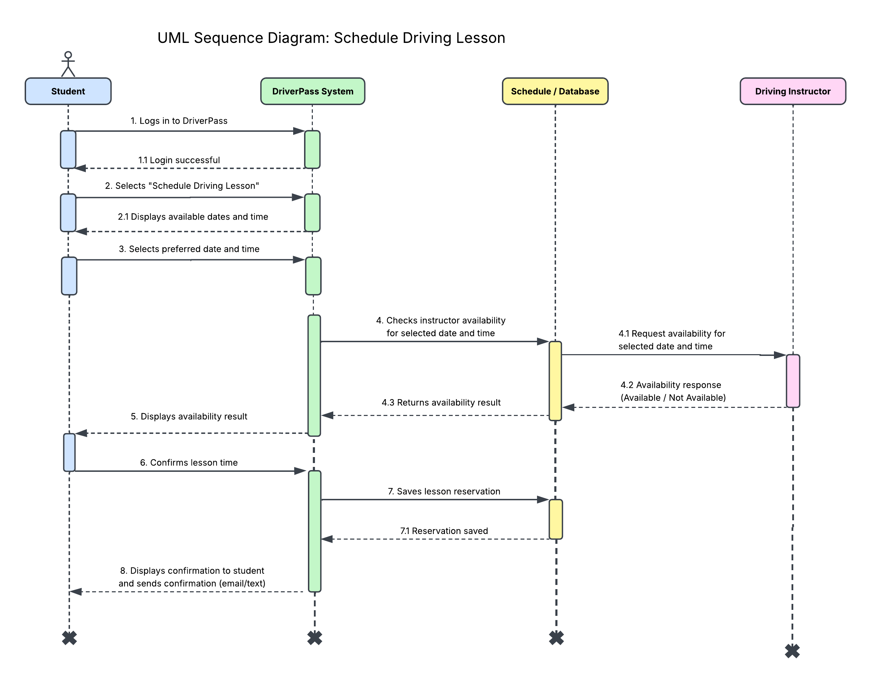 UML Sequence Diagram: Schedule Driving Lesson
Student
DriverPass System
Schedule / Database
Driving Instructor
1. Logs in to DriverPass
1.1 Login successful
2. Selects "Schedule Driving Lesson"
2.1 Displays available dates and time
3. Selects preferred date and time
4. Checks instructor availability
for selected date and time
4.1 Request availability for
selected date and time
4.2 Availability response
(Available / Not Available)
4.3 Returns availability result
5. Displays availability result
6. Confirms lesson time
7. Saves lesson reservation
7.1 Reservation saved
8. Displays confirmation to student
and sends confirmation (email/text)